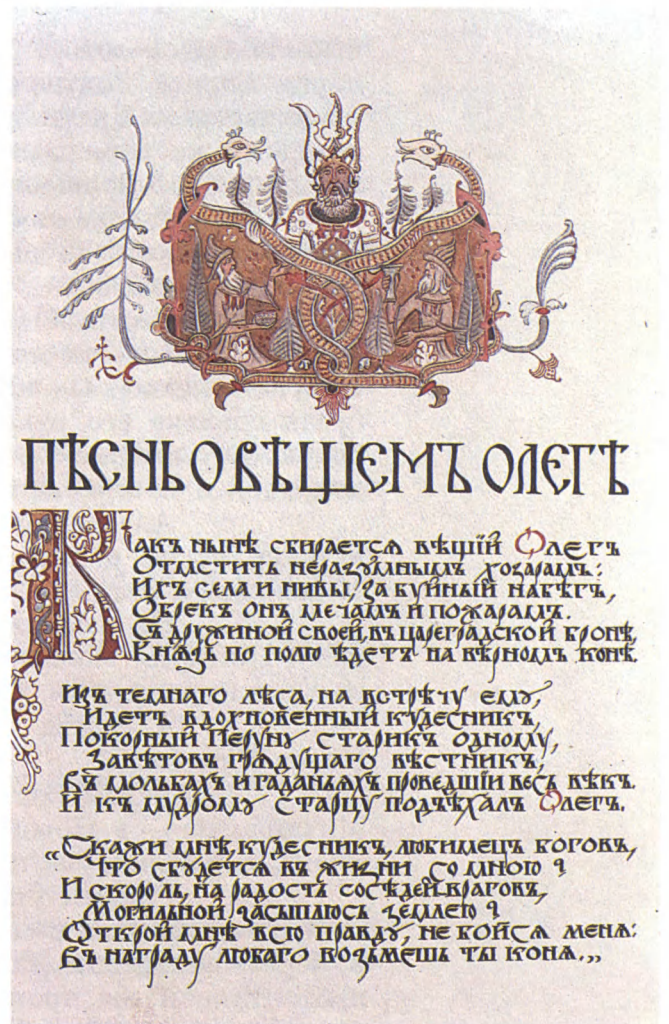 ПѢСНЬ О ВѢЩЕМЪ ОЛЕГѢ
Какъ нынѣ сбирается вѣщій Олегъ
Отмстить неразумнымъ хозарамъ:
Ихъ села и нивы, за буйный набѣгъ,
Обрекъ онъ мечамъ и пожарамъ.
Съ дружиной своей, въ цареградской бронѣ,
Князь по полю ѣдетъ на вѣрномъ конѣ.
Изъ темнаго лѣса, на встрѣчу ему,
Идетъ вдохновенный кудесникъ,
Покорный Перуну старикъ одному,
Завѣтовъ грядущаго вѣстникъ,
Въ мольбахъ и гаданьяхъ проведшій весь вѣкъ.
И къ мудрому старцу подъѣхалъ Олегъ.
„Скажи мнѣ, кудесникъ, любимецъ боговъ,
Что сбудется въ жизни со мною?
И скоро ль, на радость сосѣдей враговъ,
Могильной засыплюсь землею?
Открой мнѣ всю правду, не бойся меня:
Въ награду любаго возьмешь ты коня.„